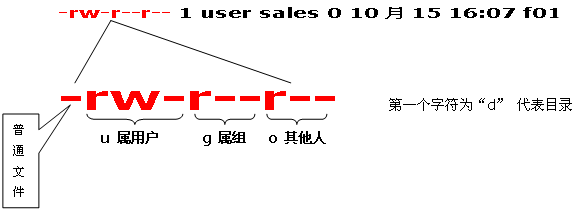 -rw-r--r-- 1 user sales 0 10 月 15 16:07 f01
-rw-r--r--
第一个字符为“d” 代表目录
u 属用户 g 属组 o 其他人
普通文件